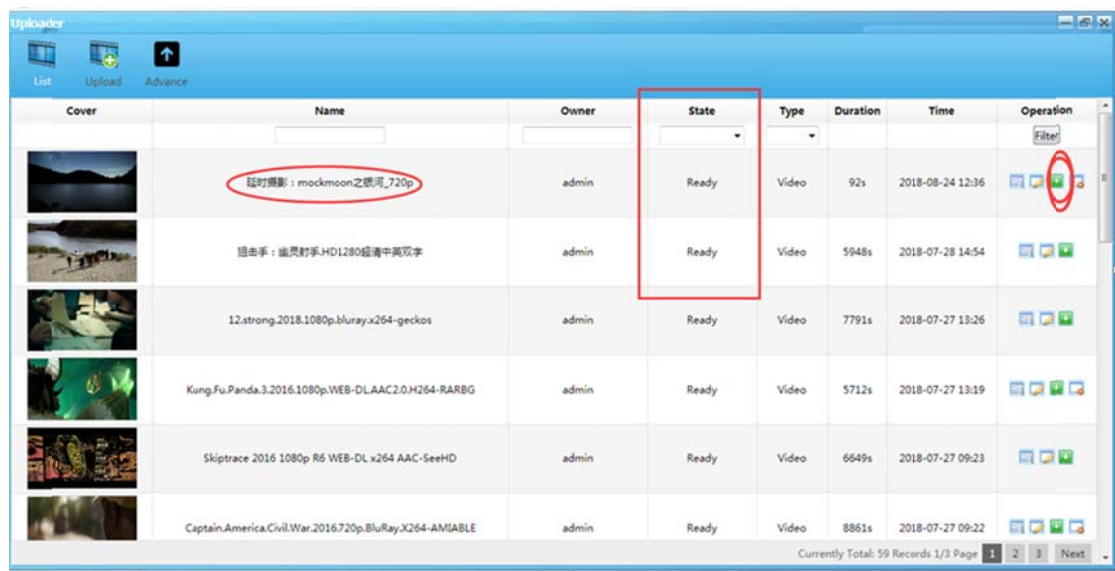 Uploader
List Upload Advance
Cover Name Owner State Type Duration Time Operation
Filter
延时摄影：mockmoon之银河_720p admin Ready Video 92s 2018-08-24 12:36
狙击手：幽灵射手.HD1280超清中英双字 admin Ready Video 5948s 2018-07-28 14:54
12.strong.2018.1080p.bluray.x264-geckos admin Ready Video 7791s 2018-07-27 13:26
Kung.Fu.Panda.3.2016.1080p.WEB-DL.AAC2.0.H264-RARBG admin Ready Video 5712s 2018-07-27 13:19
Skiptrace 2016 1080p R6 WEB-DL x264 AAC-SeeHD admin Ready Video 6649s 2018-07-27 09:23
Captain.America.Civil.War.2016.720p.BluRay.X264-AMIABLE admin Ready Video 8861s 2018-07-27 09:22
Currently Total: 59 Records 1/3 Page 1 2 3 Next